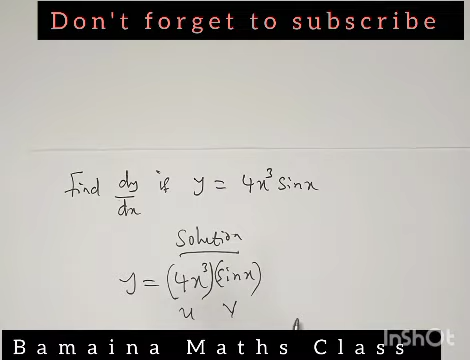 Don't forget to subscribe
Find dy/dx if y = 4x³ sinx
Solution
y = (4x³)(sinx)
u v
InShOt
Bamaina Maths Class